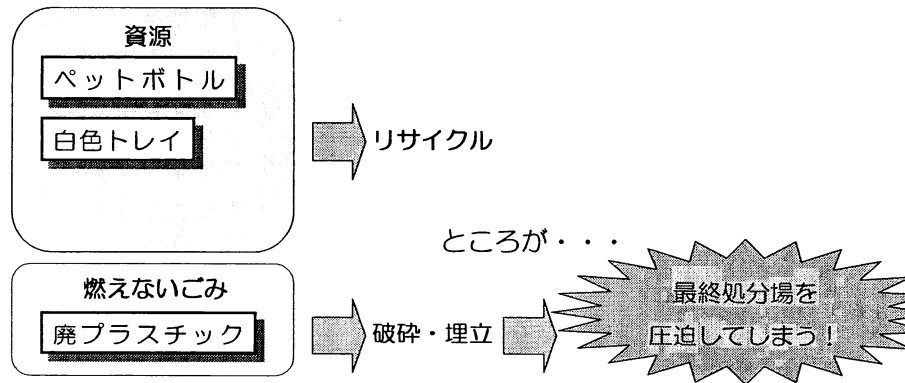 資源
ペットボトル
白色トレイ
リサイクル
ところが・・・
燃えないごみ
廃プラスチック
破砕・埋立
最終処分場を
圧迫してしまう！